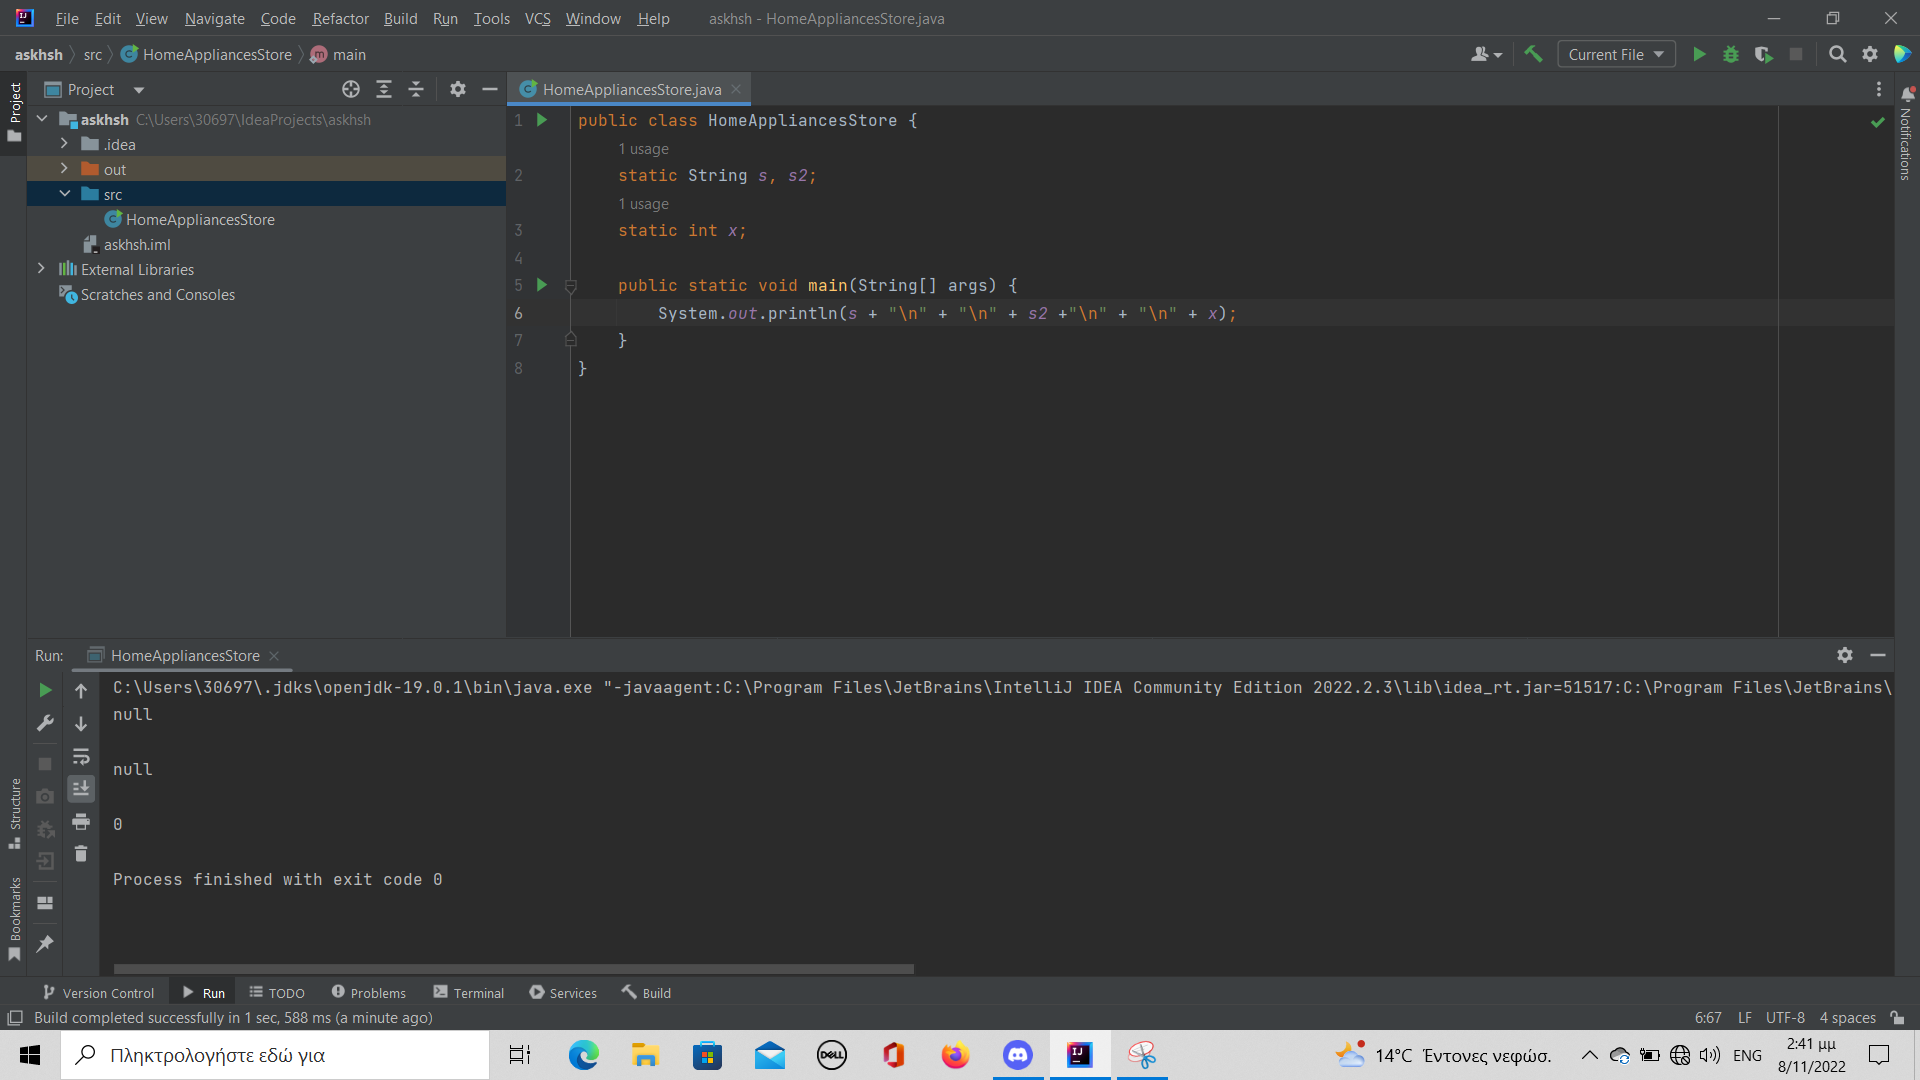 File Edit View Navigate Code Refactor Build Run Tools VCS Window Help askhsh - HomeAppliancesStore.java
askhsh src HomeAppliancesStore main Current File
Project
Project
HomeAppliancesStore.java
askhsh C:\Users\30697\IdeaProjects\askhsh
.idea
out
src
HomeAppliancesStore
askhsh.iml
External Libraries
Scratches and Consoles
1 public class HomeAppliancesStore {
1 usage
2 static String s, s2;
1 usage
3 static int x;
4
5 public static void main(String[] args) {
6 System.out.println(s + "\n" + "\n" + s2 +"\n" + "\n" + x);
7 }
8 }
Notifications
Run: HomeAppliancesStore
C:\Users\30697\.jdks\openjdk-19.0.1\bin\java.exe "-javaagent:C:\Program Files\JetBrains\IntelliJ IDEA Community Edition 2022.2.3\lib\idea_rt.jar=51517:C:\Program Files\JetBrains\
null
null
0
Process finished with exit code 0
Structure
Bookmarks
Version Control Run TODO Problems Terminal Services Build
Build completed successfully in 1 sec, 588 ms (a minute ago) 6:67 LF UTF-8 4 spaces
Πληκτρολογήστε εδώ για DELL 14°C Έντονες νεφώσ. ENG 2:41 μμ
8/11/2022